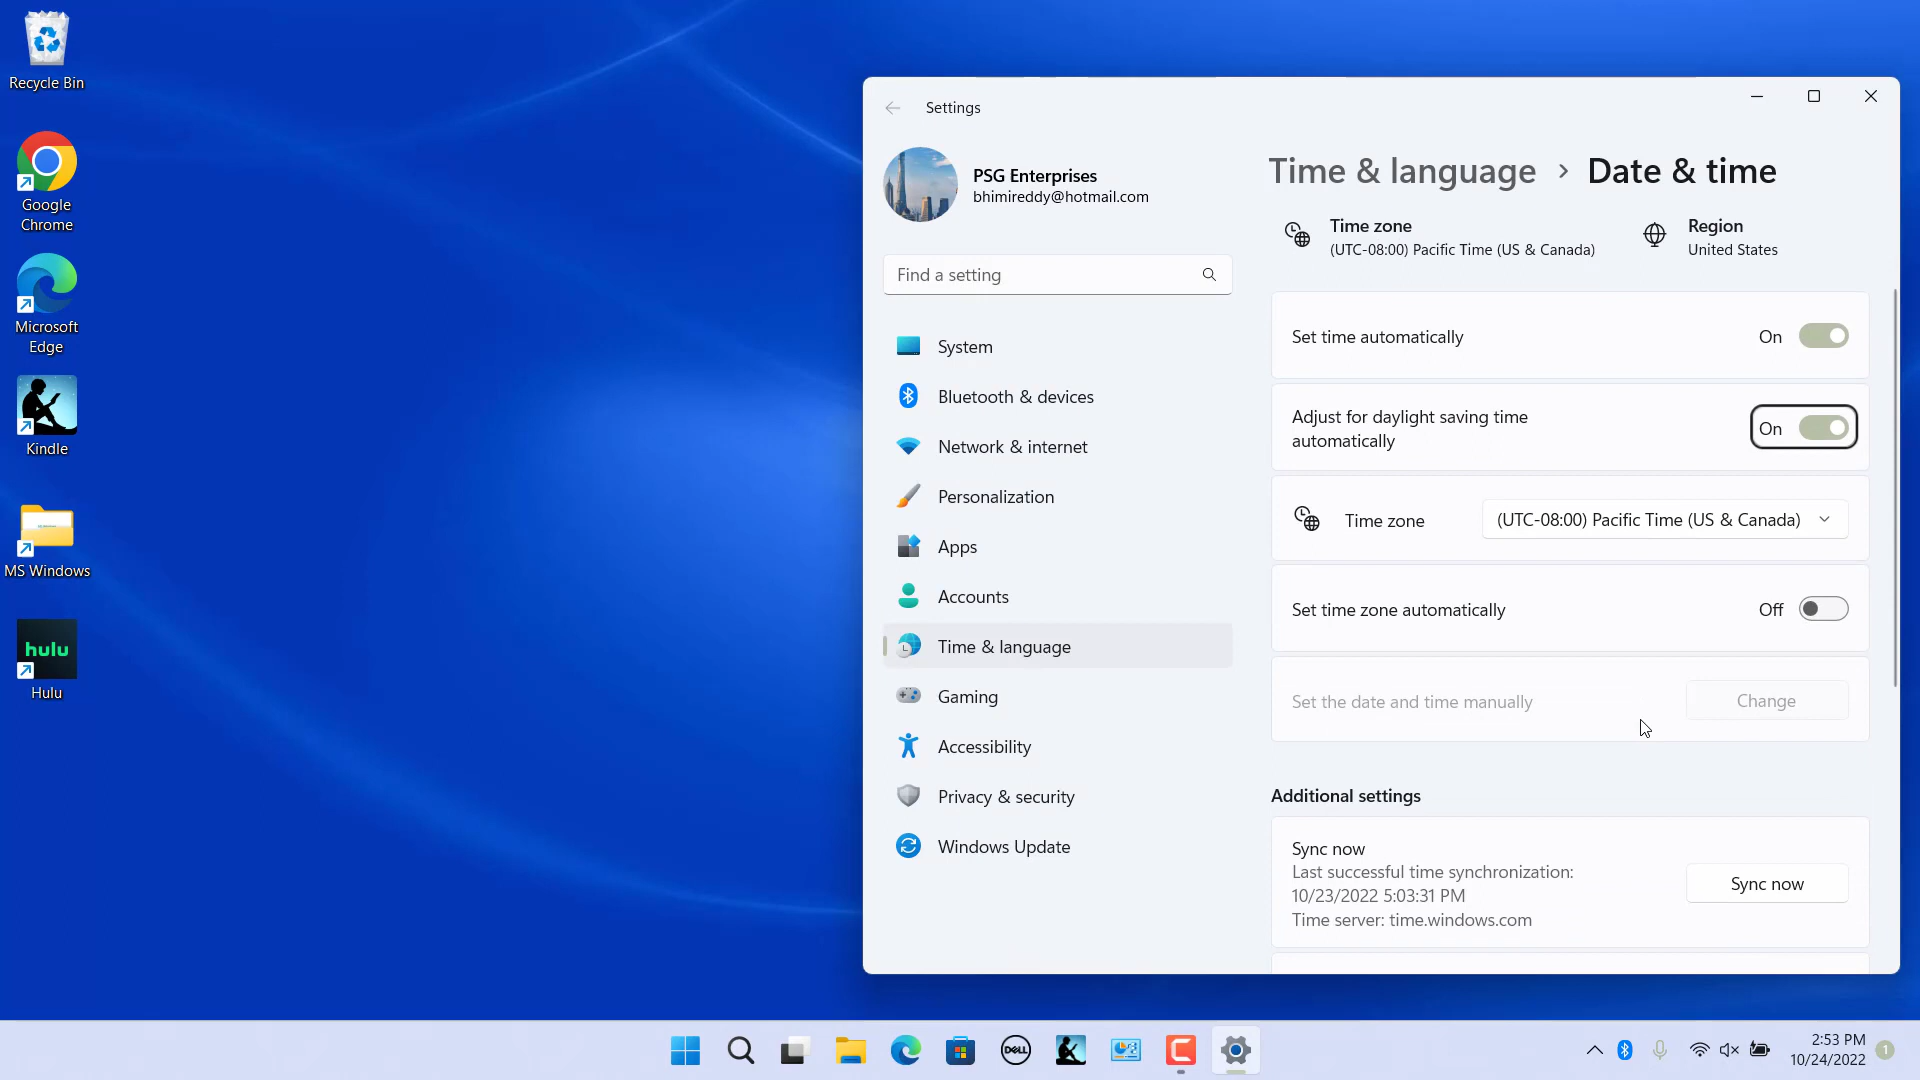 Recycle Bin
Google
Chrome
Microsoft
Edge
Kindle
MS Windows
hulu
Hulu
Settings
PSG Enterprises
bhimireddy@hotmail.com
Find a setting
System
Bluetooth & devices
Network & internet
Personalization
Apps
Accounts
Time & language
Gaming
Accessibility
Privacy & security
Windows Update
Time & language > Date & time
Time zone
(UTC-08:00) Pacific Time (US & Canada)
Region
United States
Set time automatically
On
Adjust for daylight saving time
automatically
On
Time zone
(UTC-08:00) Pacific Time (US & Canada)
Set time zone automatically
Off
Set the date and time manually
Change
Additional settings
Sync now
Last successful time synchronization:
10/23/2022 5:03:31 PM
Time server: time.windows.com
Sync now
DELL
2:53 PM
10/24/2022
1